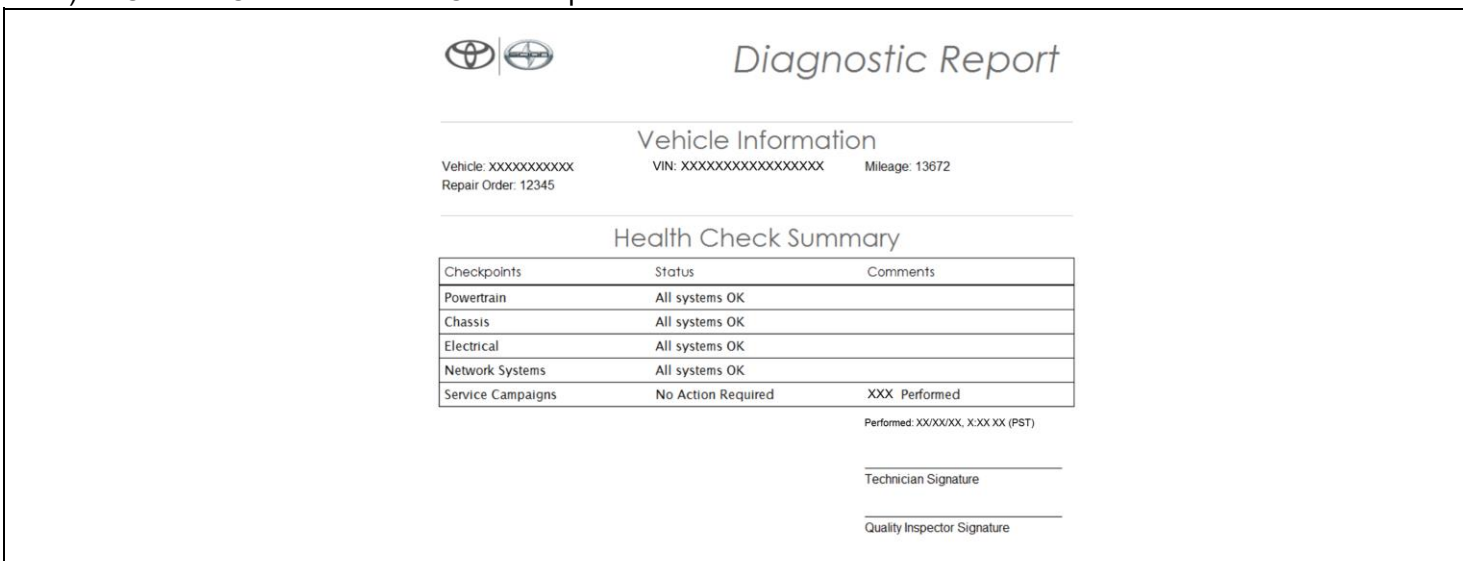 Diagnostic Report
Vehicle Information
Vehicle: XXXXXXXXXXX VIN: XXXXXXXXXXXXXXXXX Mileage: 13672
Repair Order: 12345
Health Check Summary
Checkpoints Status Comments
Powertrain All systems OK
Chassis All systems OK
Electrical All systems OK
Network Systems All systems OK
Service Campaigns No Action Required XXX Performed
Performed: XX/XX/XX, X:XX XX (PST)
Technician Signature
Quality Inspector Signature